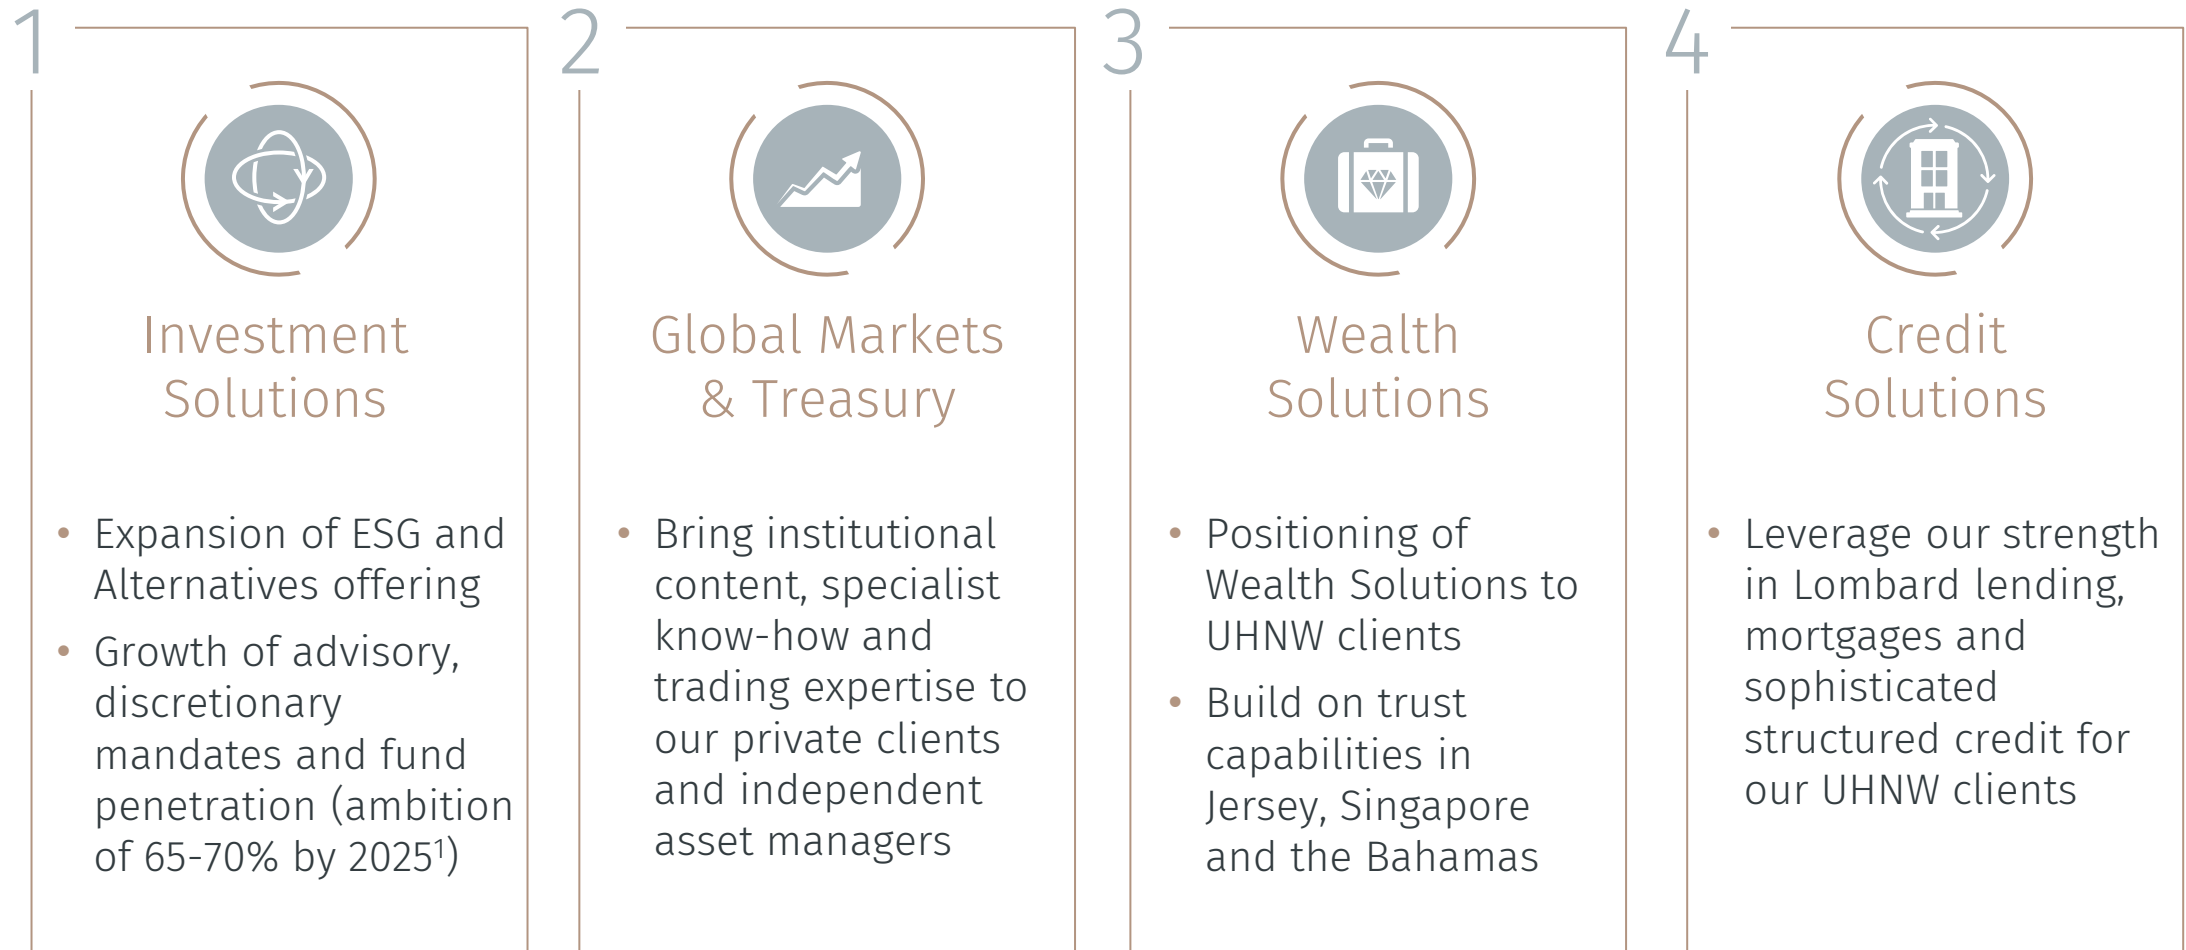 1
Investment
Solutions
• Expansion of ESG and
Alternatives offering
• Growth of advisory,
discretionary
mandates and fund
penetration (ambition
of 65-70% by 2025¹)
2
Global Markets
& Treasury
• Bring institutional
content, specialist
know-how and
trading expertise to
our private clients
and independent
asset managers
3
Wealth
Solutions
• Positioning of
Wealth Solutions to
UHNW clients
• Build on trust
capabilities in
Jersey, Singapore
and the Bahamas
4
Credit
Solutions
• Leverage our strength
in Lombard lending,
mortgages and
sophisticated
structured credit for
our UHNW clients